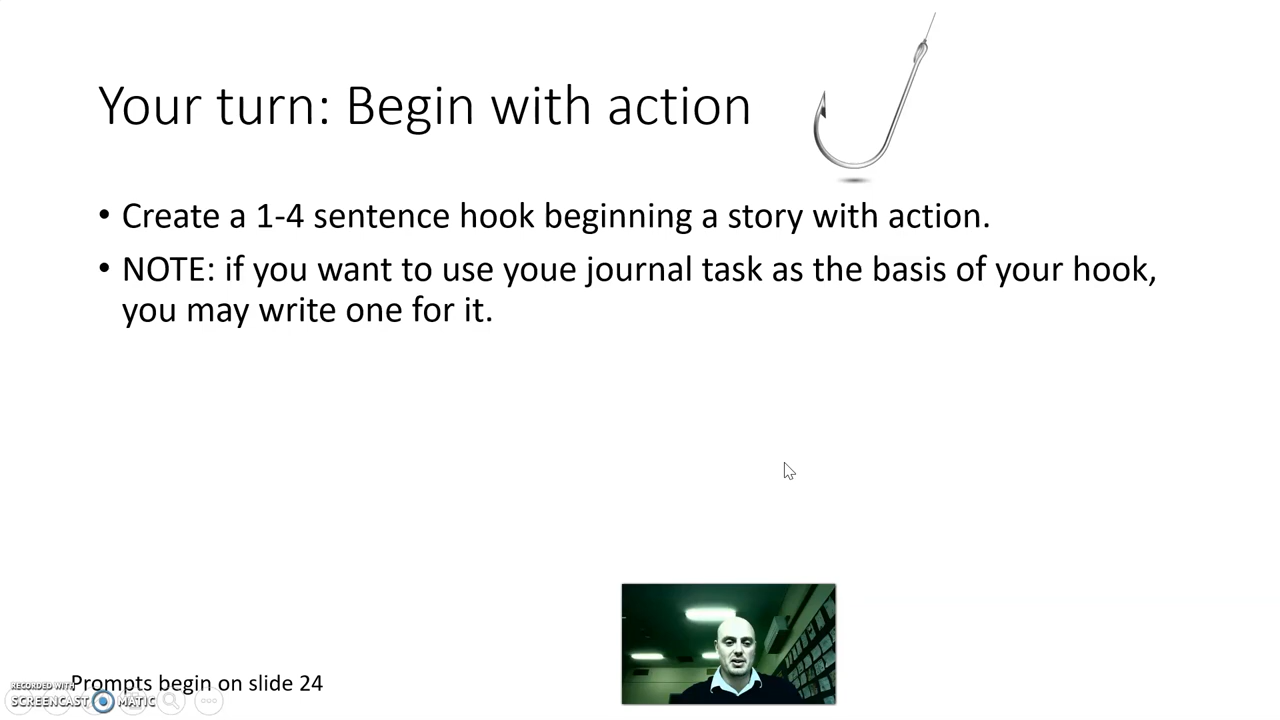 Your turn: Begin with action
• Create a 1-4 sentence hook beginning a story with action.
• NOTE: if you want to use youe journal task as the basis of your hook,
you may write one for it.
Prompts begin on slide 24
RECORDED WITH
SCREENCAST MATIC